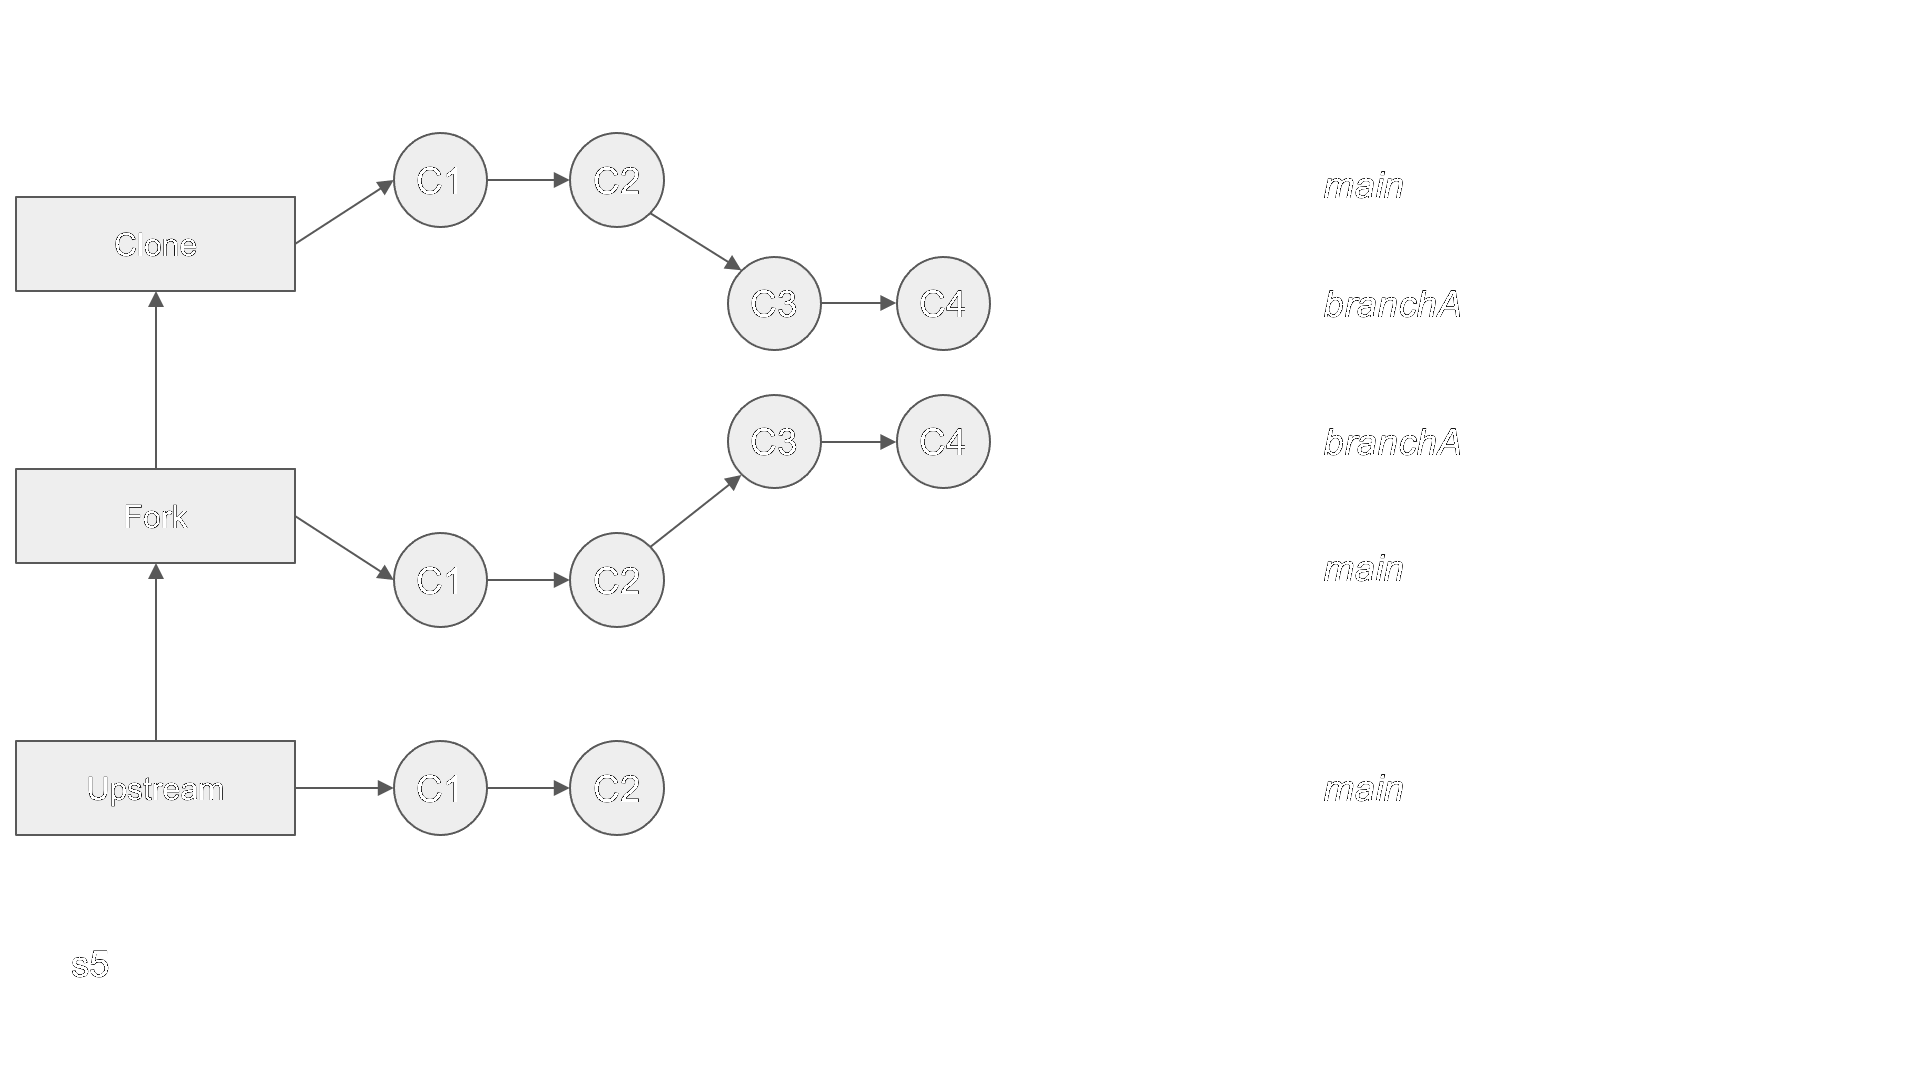 C1
C2
main
Clone
C3
C4
branchA
C3
C4
branchA
Fork
C1
C2
main
Upstream
C1
C2
main
s5